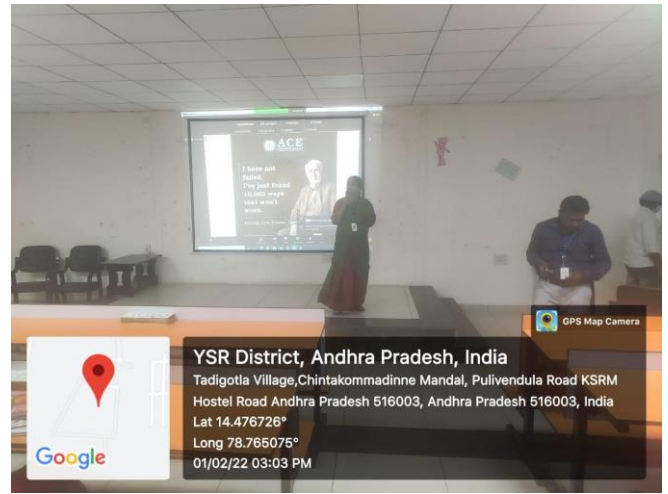 ACE
I have not
failed,
I've just found
10,000 ways
that won't
work.
GPS Map Camera
YSR District, Andhra Pradesh, India
Tadigotla Village,Chintakommadinne Mandal, Pulivendula Road KSRM
Hostel Road Andhra Pradesh 516003, Andhra Pradesh 516003, India
Lat 14.476726°
Long 78.765075°
01/02/22 03:03 PM
Google